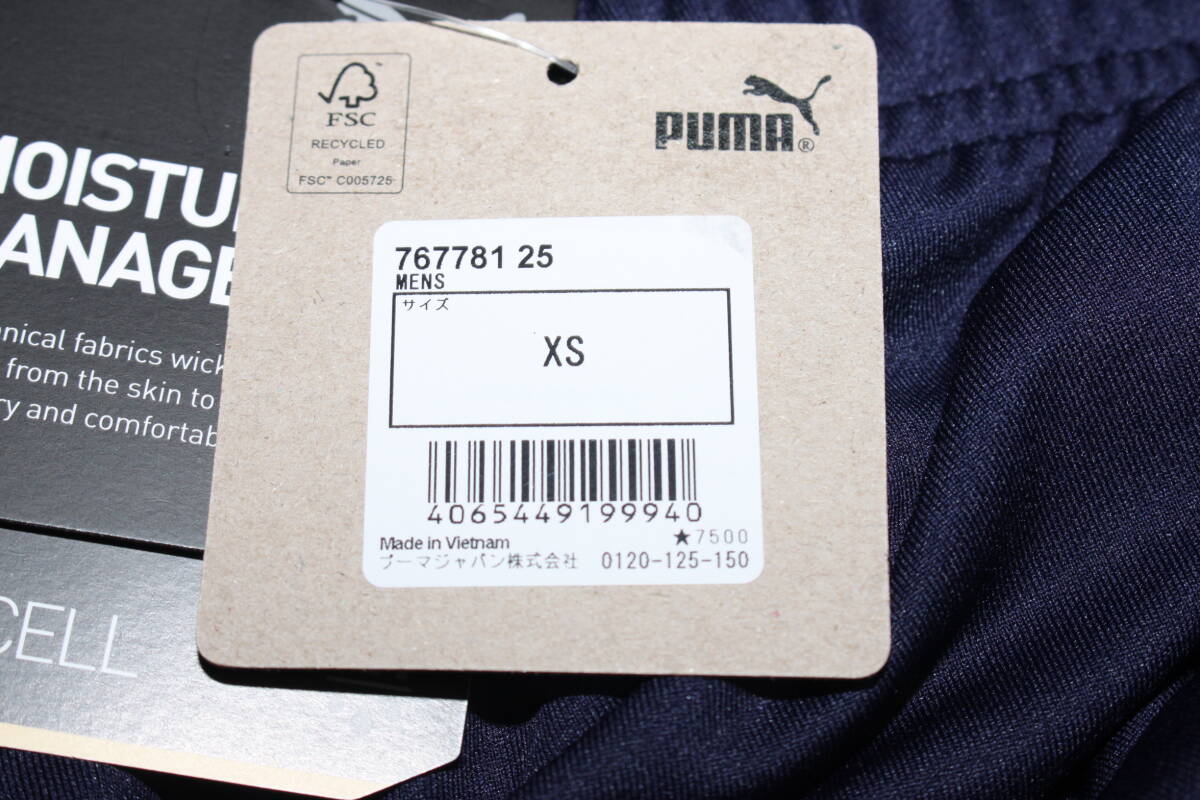 FSC
RECYCLED
Paper
FSC™ C005725
PUMA®
767781 25
MENS
サイズ
XS
4065449199940
★7500
Made in Vietnam
プーマジャパン株式会社 0120-125-150
MOISTU
ANAGE
nical fabrics wick
from the skin to
ry and comfortab
CELL